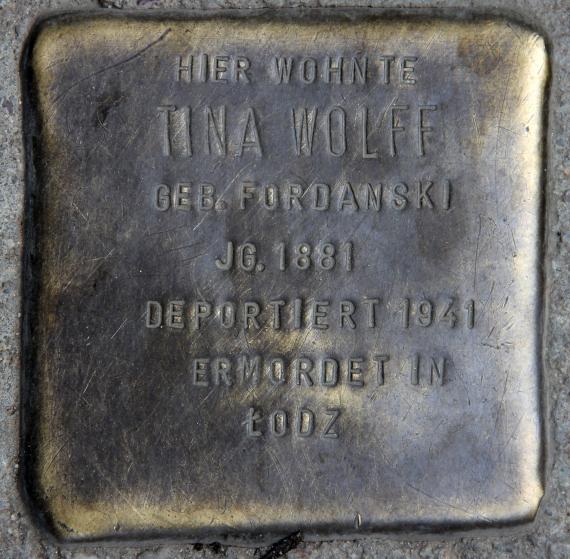 HIER WOHNTE
TINA WOLFF
GEB. FORDANSKI
JG. 1881
DEPORTIERT 1941
ERMORDET IN
ŁODZ